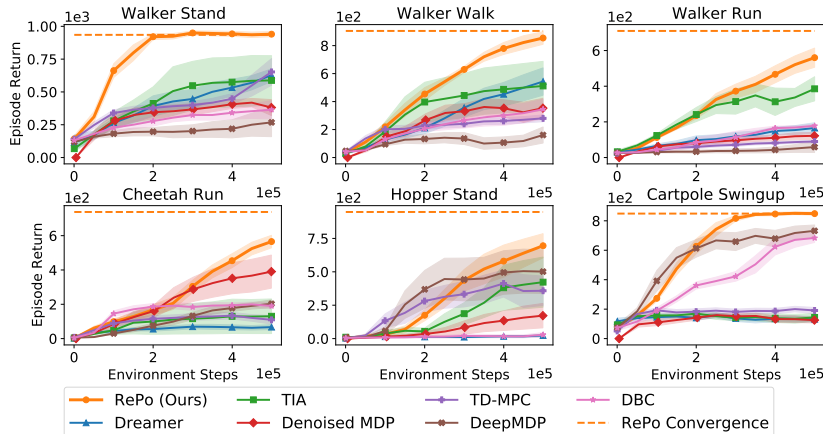 Walker Stand
Walker Walk
Walker Run
1e3
1e2
1e2
1.00
0.75
0.50
0.25
0.00
8
6
4
2
0
6
4
2
0
Episode Return
0 2 4
1e5
0 2 4
1e5
0 2 4
1e5
Cheetah Run
Hopper Stand
Cartpole Swingup
1e2
1e2
1e2
6
4
2
0
7.5
5.0
2.5
0.0
8
6
4
2
0
Episode Return
0 2 4
0 2 4
0 2 4
Environment Steps 1e5
Environment Steps 1e5
Environment Steps 1e5
RePo (Ours) TIA TD-MPC DBC
Dreamer Denoised MDP DeepMDP RePo Convergence